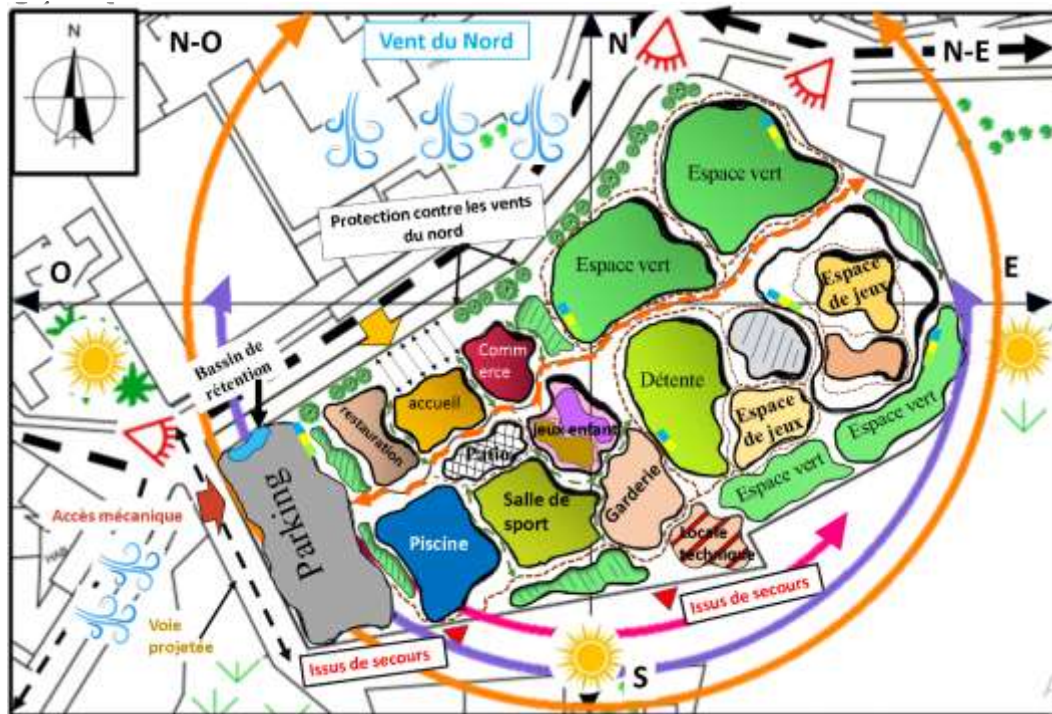 N
N-O
Vent du Nord
N
N-E
Espace vert
Protection contre les vents
du nord
Espace vert
O
E
Espace
de jeux
Bassin de
rétention
Comm
erce
accueil
Détente
restauration
jeux enfant
Espace
de jeux
Patio
Espace vert
Parking
Salle de
sport
Garderie
Espace vert
Accès mécanique
Piscine
Locale
technique
HAB
Voie
projetée
Issus de secours
Issus de secours
S